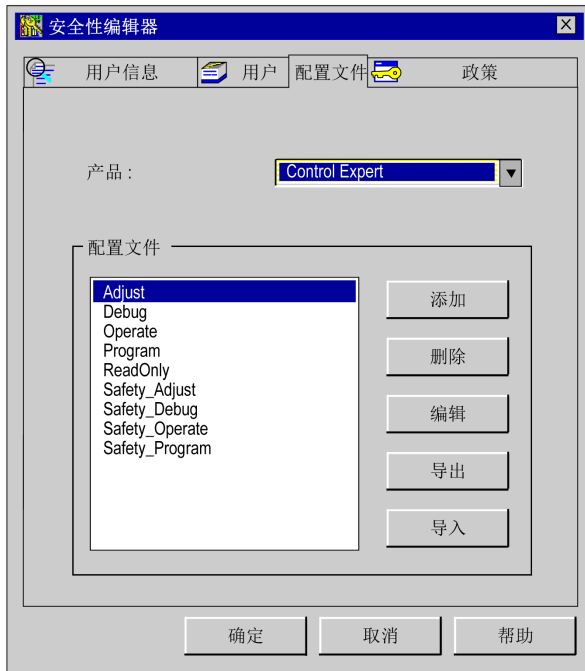 安全性编辑器
用户信息
用户
配置文件
政策
产品 :
Control Expert
配置文件
Adjust
Debug
Operate
Program
ReadOnly
Safety_Adjust
Safety_Debug
Safety_Operate
Safety_Program
添加
删除
编辑
导出
导入
确定
取消
帮助